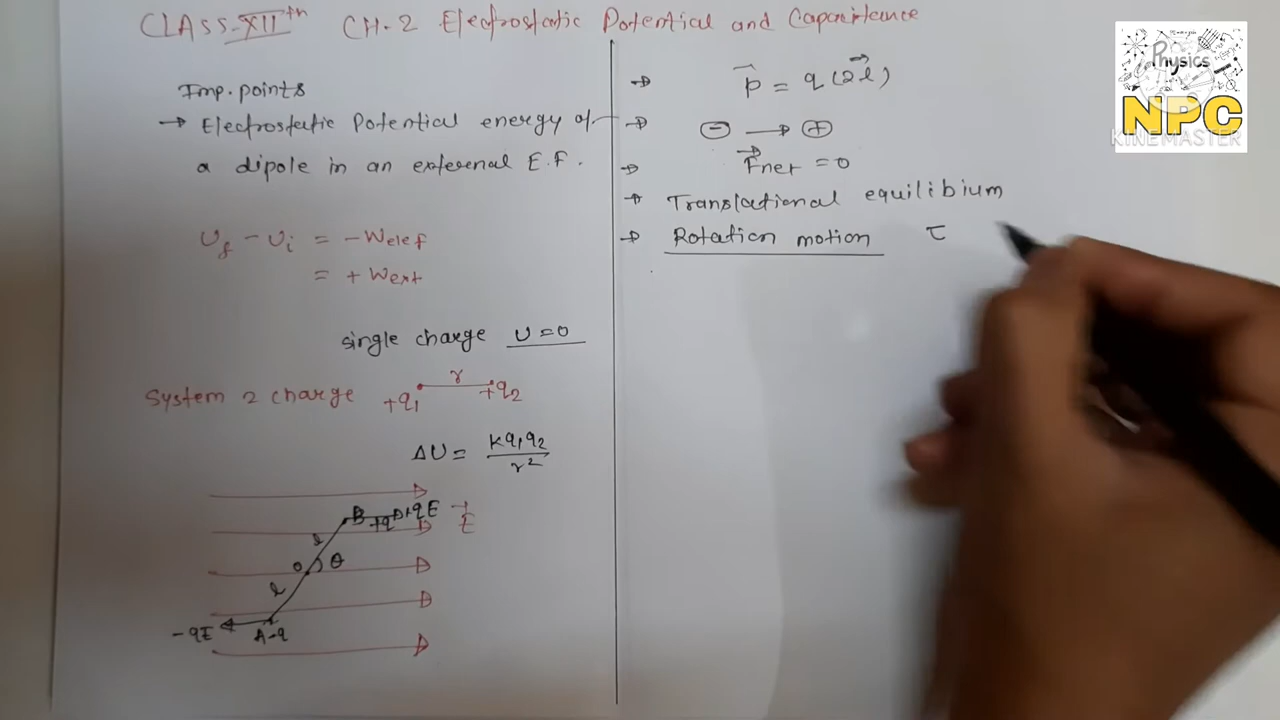 CLASS-XIIth CH-2 Electrostatic Potential and Capacitance
Imp. points
→ Electrostatic Potential energy of
a dipole in an external E.F.
Uf - Ui = -Welef
= + Wext
single charge U=0
System 2 charge +q1 r +q2
ΔU = kq1q2/r2
B +q +qE E
l
O θ
l
-qE A-q
→ p = q(2l)
→ - → +
→ Fnet = 0
→ Translational equilibium
→ Rotation motion τ
Physics
NPC
KINEMASTER